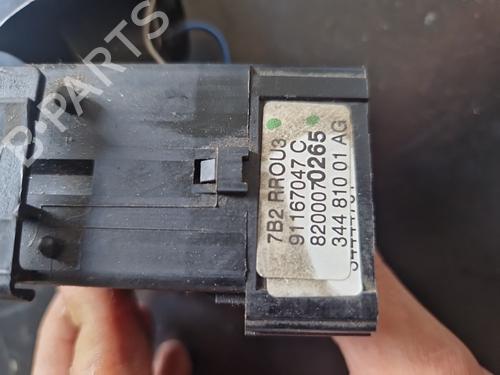 B-PARTS
7B2 RROU3
91167047 C
8200070265
344 810 01 AG